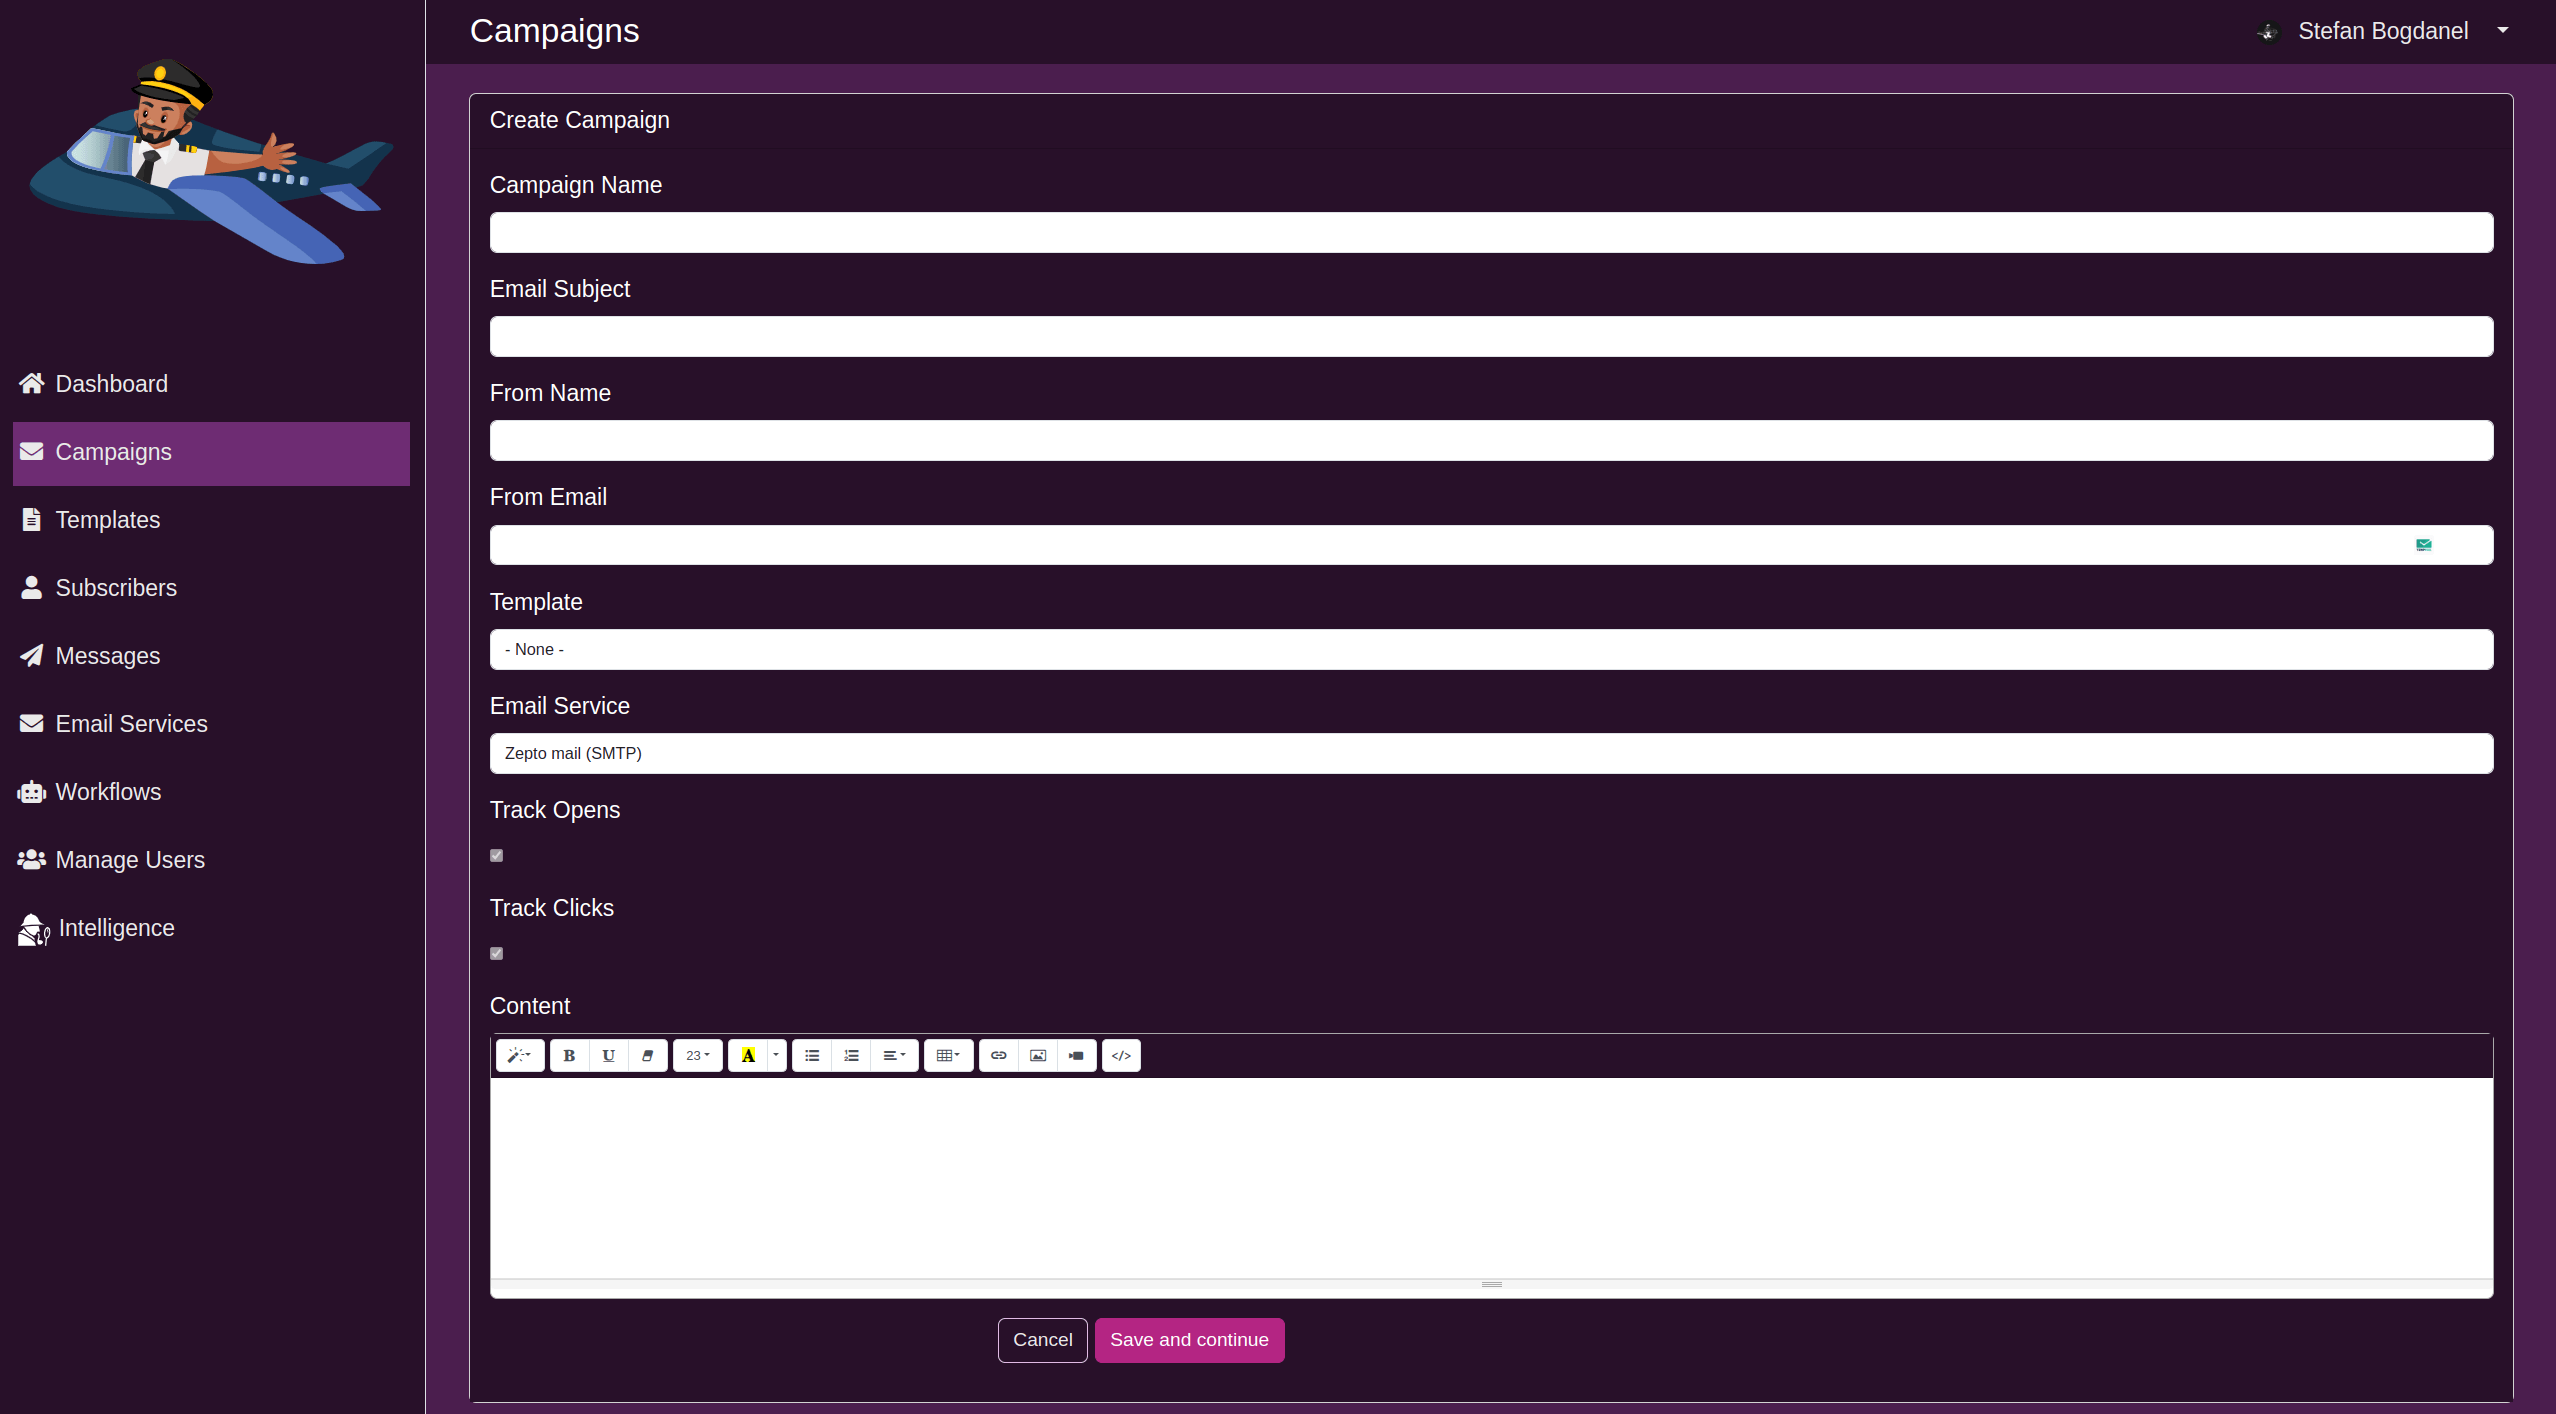 Campaigns
Stefan Bogdanel
Dashboard
Campaigns
Templates
Subscribers
Messages
Email Services
Workflows
Manage Users
Intelligence
Create Campaign
Campaign Name
Email Subject
From Name
From Email
Template
- None -
Email Service
Zepto mail (SMTP)
Track Opens
Track Clicks
Content
B U 23 A </>
Cancel Save and continue